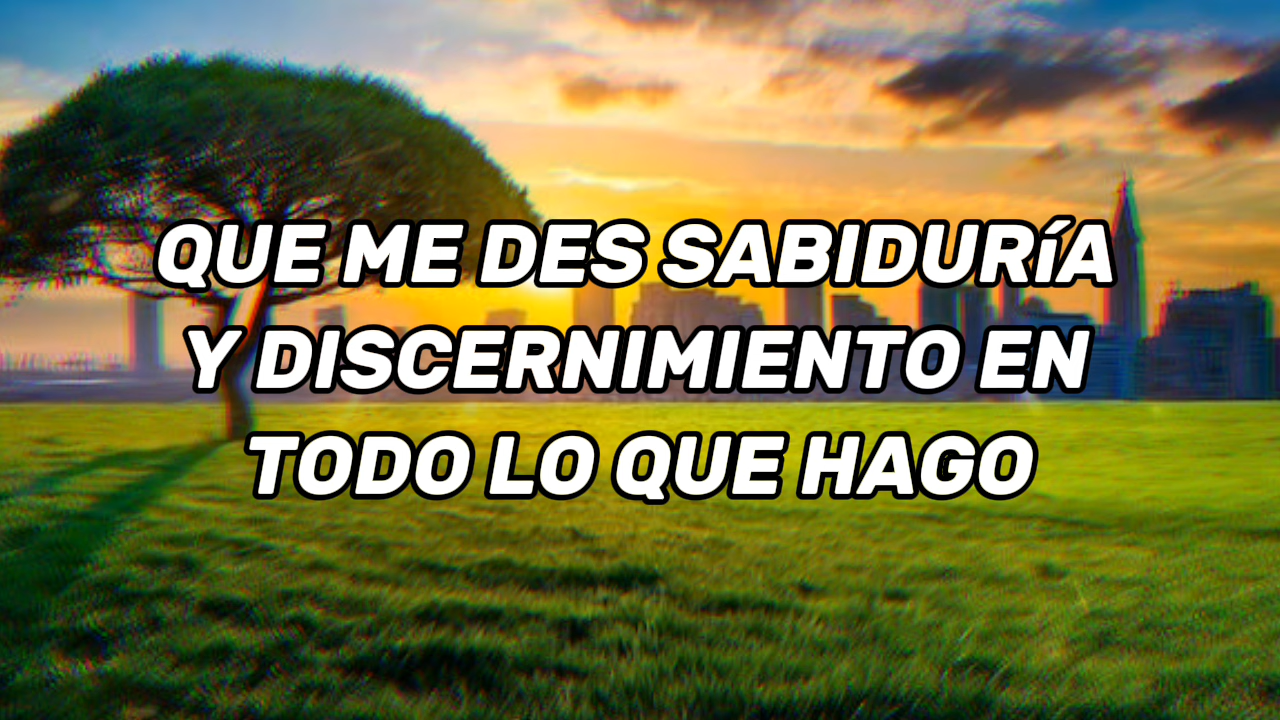 QUE ME DES SABIDURíA
Y DISCERNIMIENTO EN
TODO LO QUE HAGO